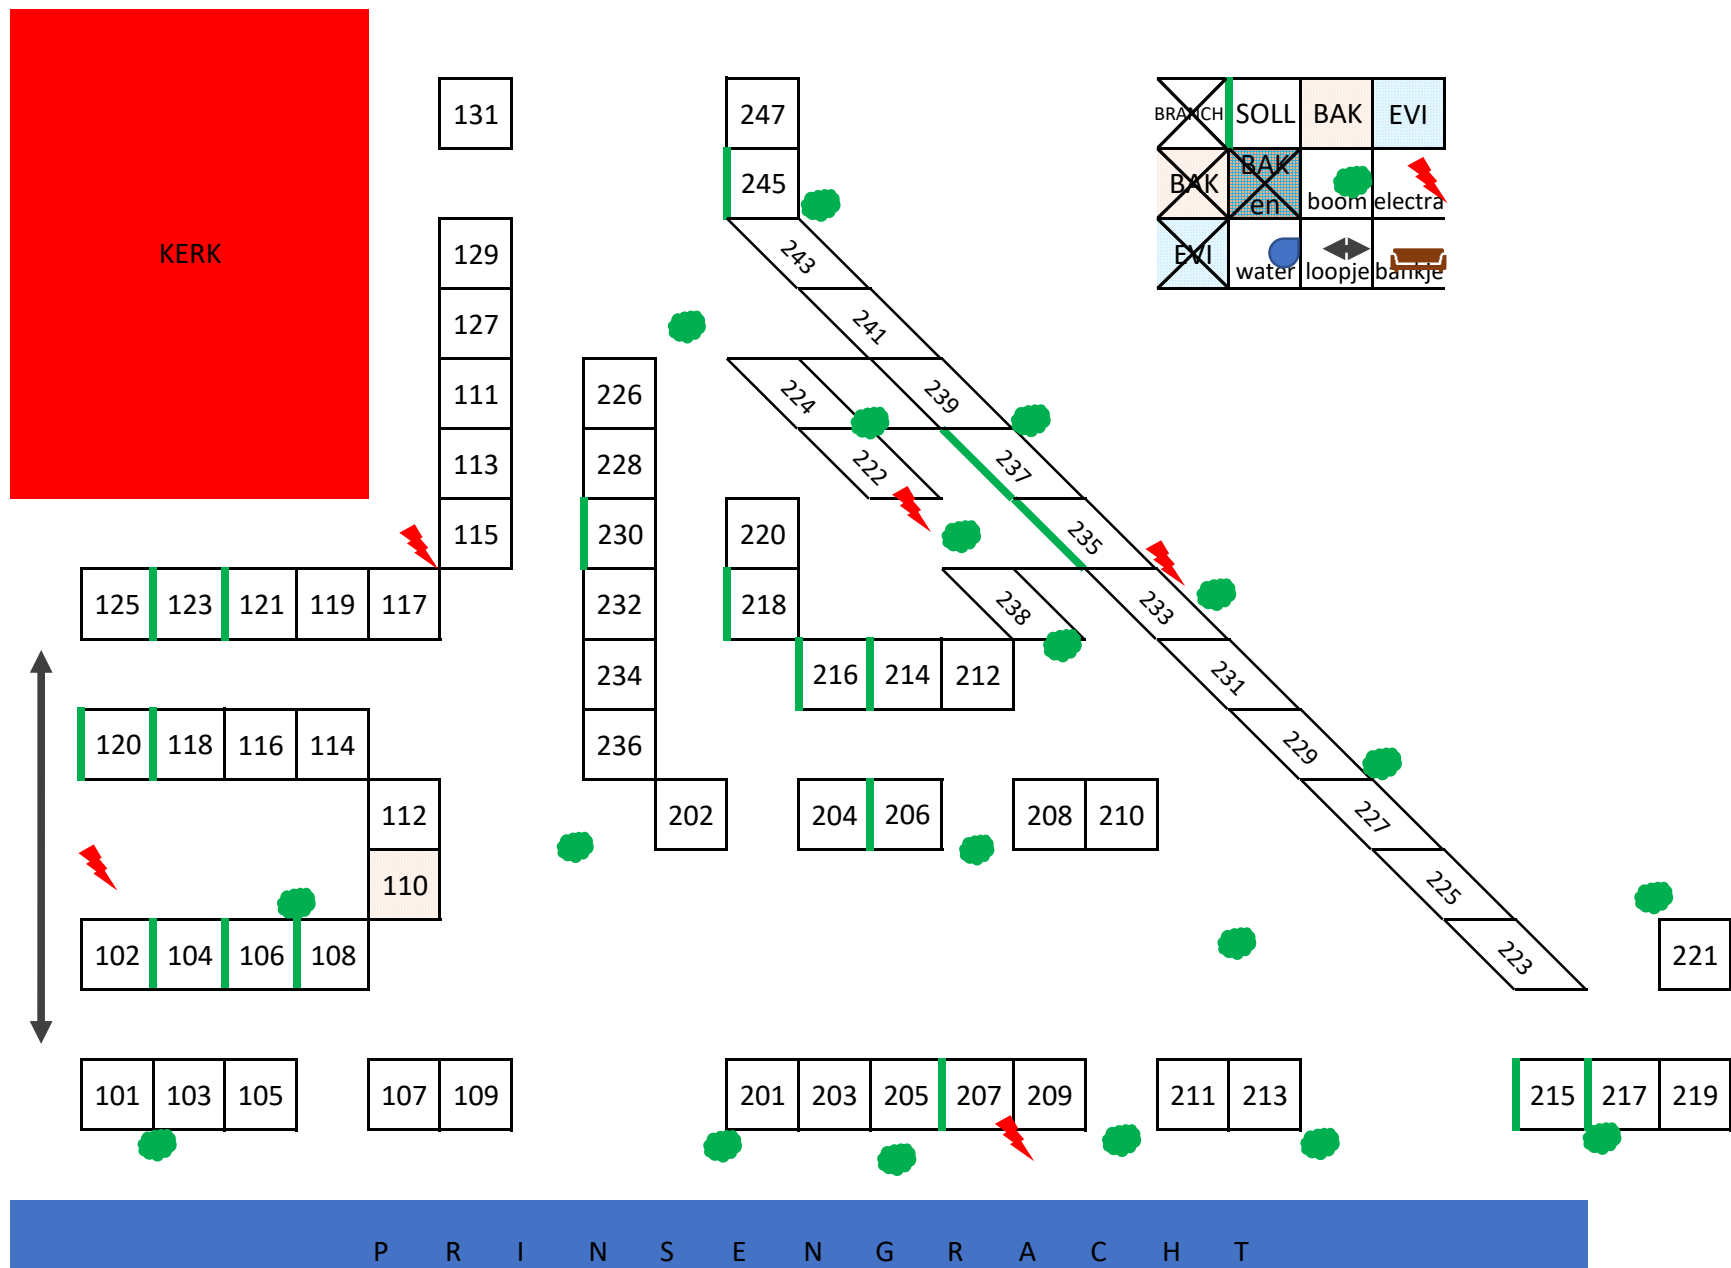 131 247 BRANCH SOLL BAK EVI
245 BAK BAK
en boom electra
KERK 129 243 EVI water loopje bankje
127 241
111 226 224 239
113 228 222 237
115 230 220 235
125 123 121 119 117 232 218 238 233
234 216 214 212 231
120 118 116 114 236 229
112 202 204 206 208 210 227
110 225
102 104 106 108 223 221
101 103 105 107 109 201 203 205 207 209 211 213 215 217 219
P R I N S E N G R A C H T